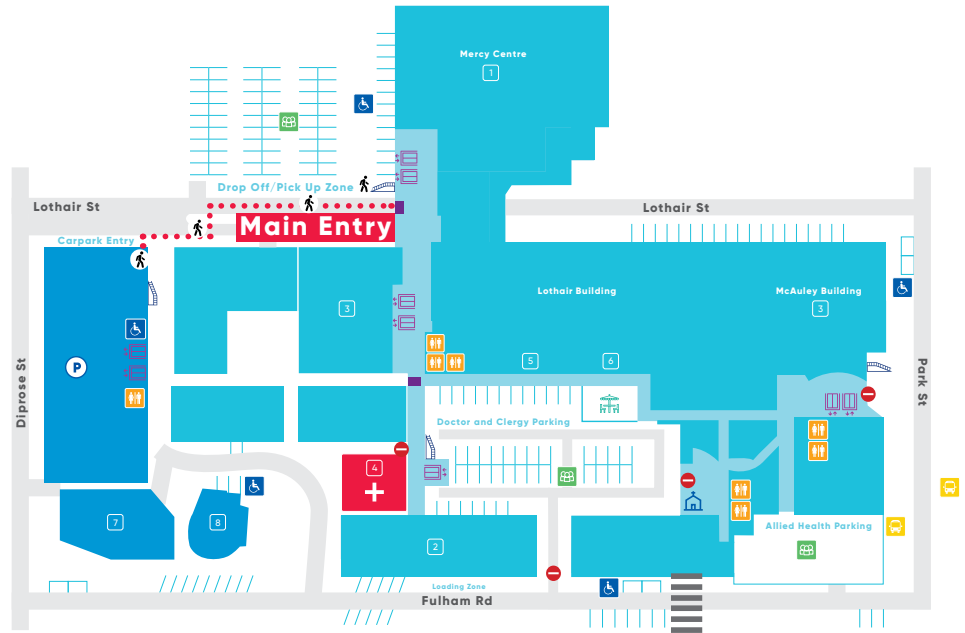 Mercy Centre
1
Drop Off/Pick Up Zone
Lothair St
Lothair St
Main Entry
Carpark Entry
Lothair Building
McAuley Building
3
3
5
6
P
Diprose St
Park St
Doctor and Clergy Parking
4
7
8
2
Allied Health Parking
Loading Zone
Fulham Rd